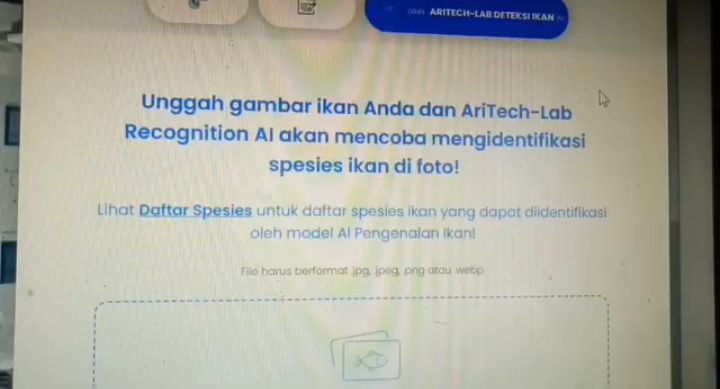 oleh ARITECH-LAB DETEKSI IKAN
Unggah gambar ikan Anda dan AriTech-Lab
Recognition AI akan mencoba mengidentifikasi
spesies ikan di foto!
Lihat Daftar Spesies untuk daftar spesies ikan yang dapat diidentifikasi
oleh model AI Pengenalan Ikan!
File harus berformat .jpg, .jpeg, .png atau .webp